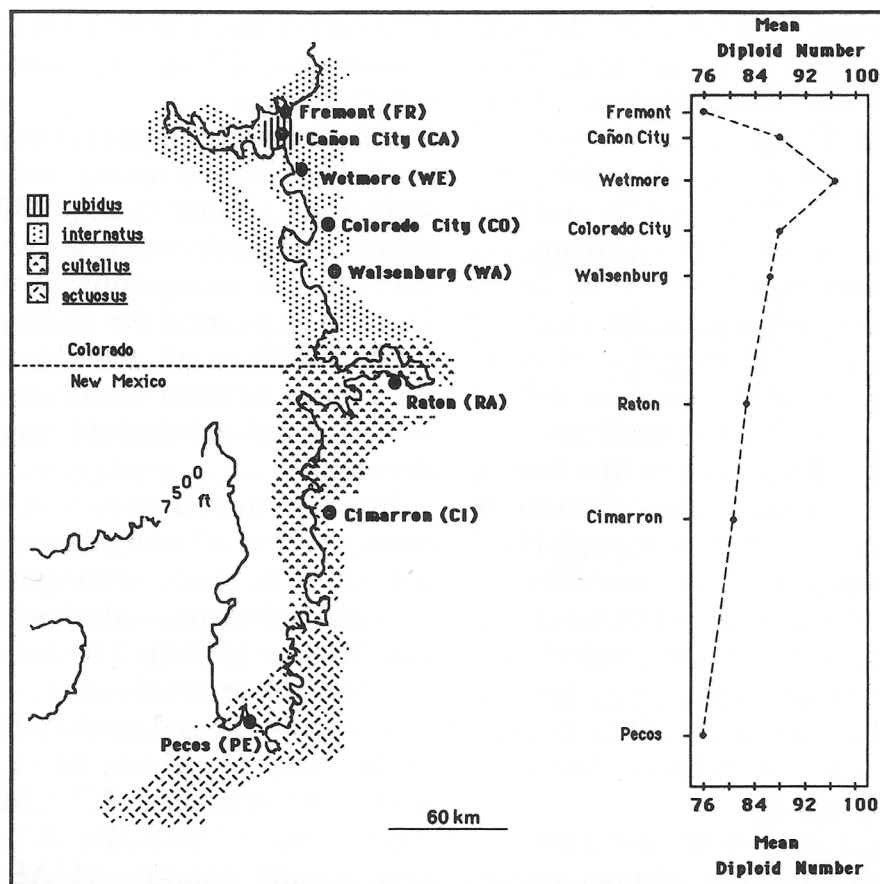 Fremont (FR)
Cañon City (CA)
Wetmore (WE)
Colorado City (CO)
Walsenburg (WA)
rubidus
internatus
cultellus
actuosus
Colorado
New Mexico
Raton (RA)
7500
ft
Cimarron (CI)
Pecos (PE)
60 km
Mean
Diploid Number
76 84 92 100
Fremont
Cañon City
Wetmore
Colorado City
Walsenburg
Raton
Cimarron
Pecos
76 84 92 100
Mean
Diploid Number